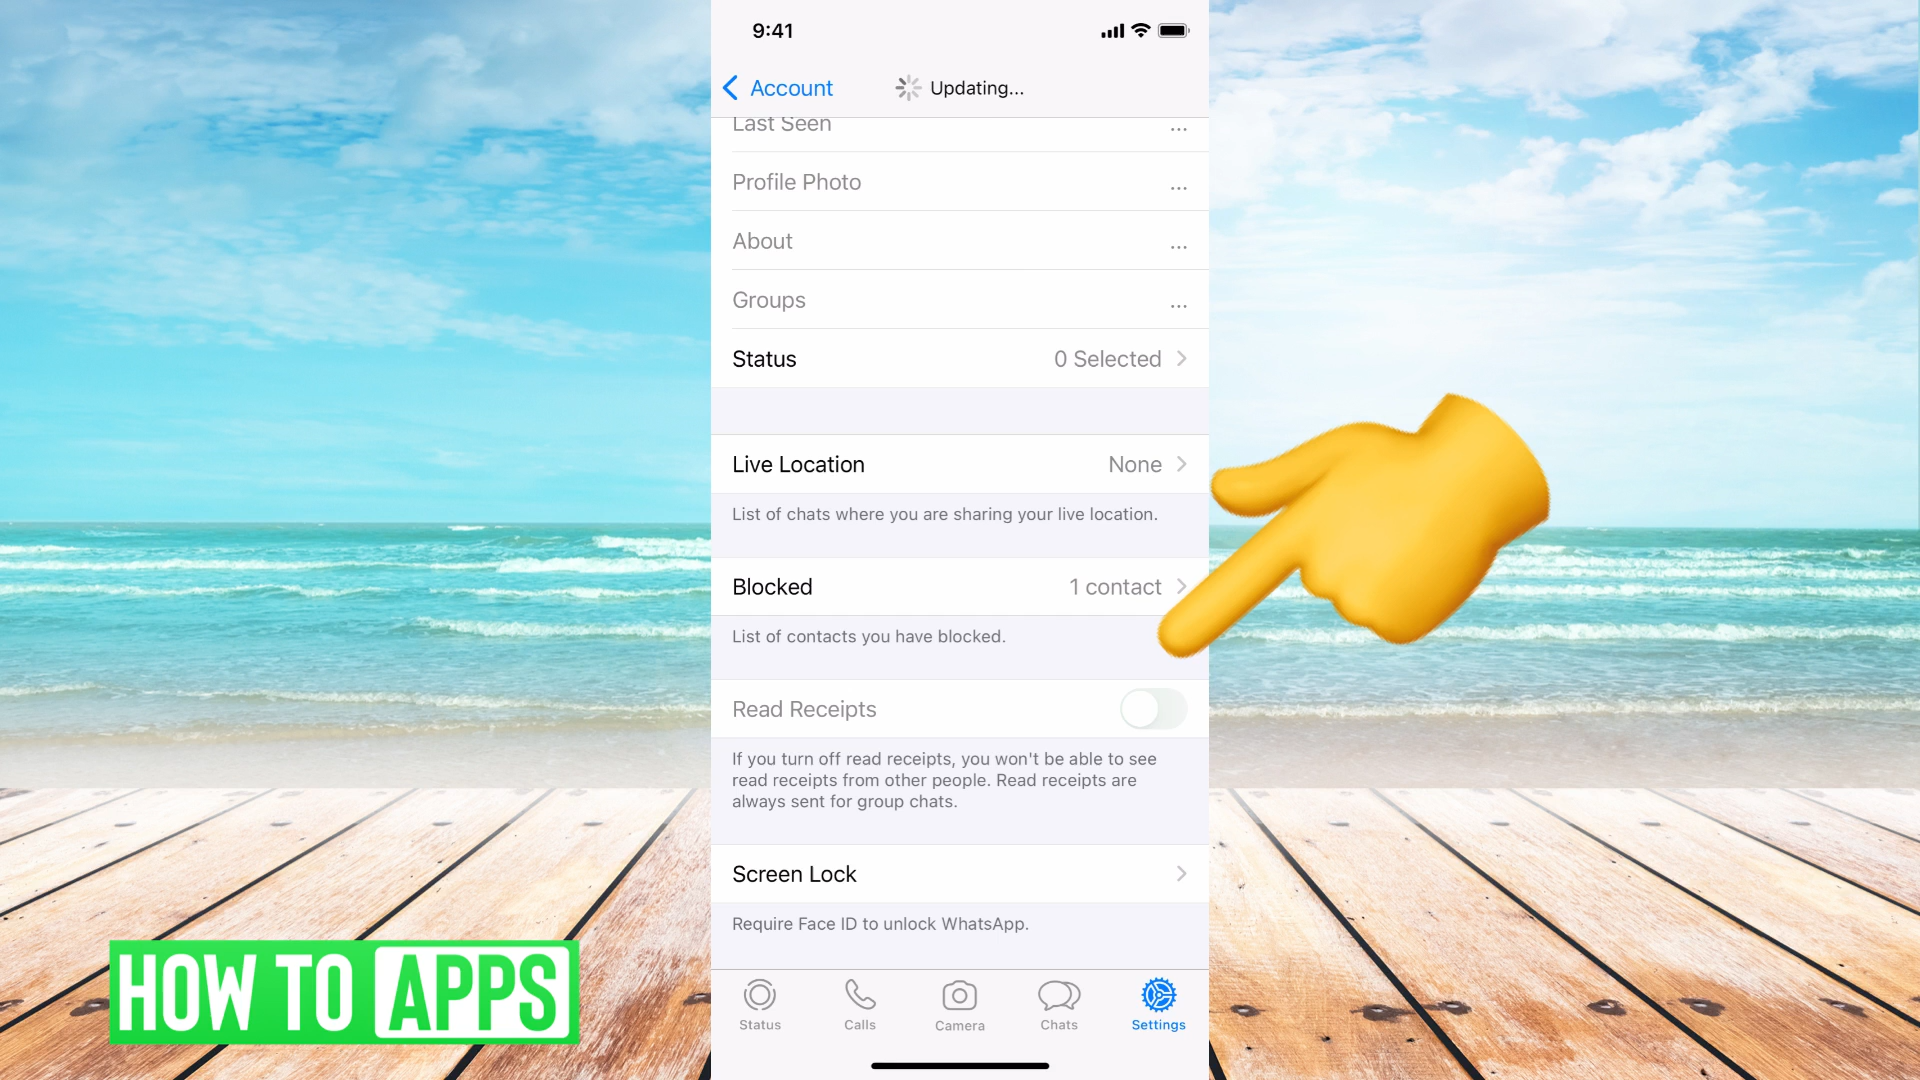 9:41
Account
Updating...
Last Seen ...
Profile Photo ...
About ...
Groups ...
Status 0 Selected
Live Location None
List of chats where you are sharing your live location.
Blocked 1 contact
List of contacts you have blocked.
Read Receipts
If you turn off read receipts, you won't be able to see
read receipts from other people. Read receipts are
always sent for group chats.
Screen Lock
Require Face ID to unlock WhatsApp.
Status Calls Camera Chats Settings
HOW TO APPS